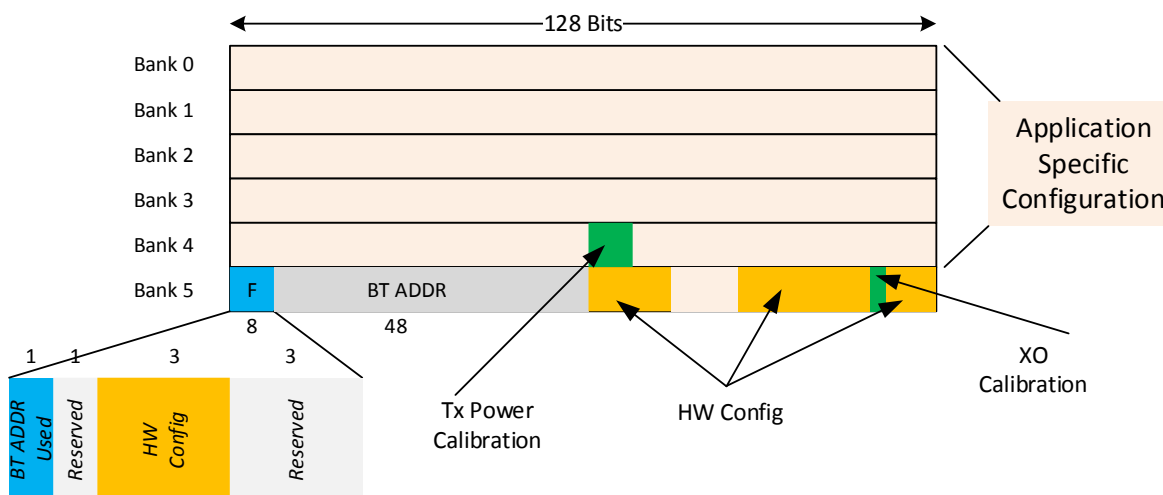 128 Bits
Bank 0
Bank 1
Bank 2
Bank 3
Bank 4
Bank 5
F
BT ADDR
8
48
Application
Specific
Configuration
1
1
3
3
BT ADDR
Used
Reserved
HW
Config
Reserved
Tx Power
Calibration
HW Config
XO
Calibration